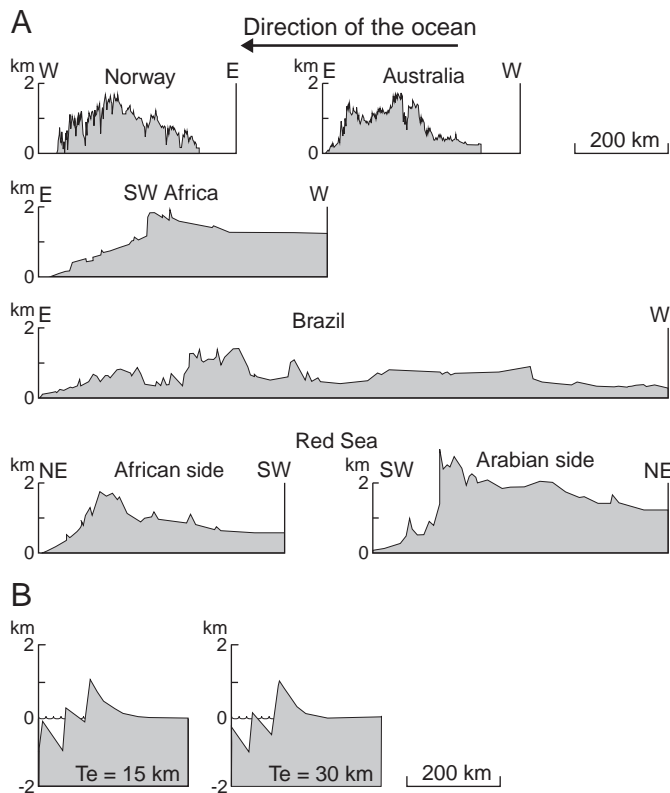 A
Direction of the ocean
km W Norway E
2
0
km E Australia W
2
0
200 km
km E SW Africa W
2
0
km E Brazil W
2
0
Red Sea
km NE African side SW
2
0
km SW Arabian side NE
2
0
B
km
2
0
-2
Te = 15 km
km
2
0
-2
Te = 30 km
200 km